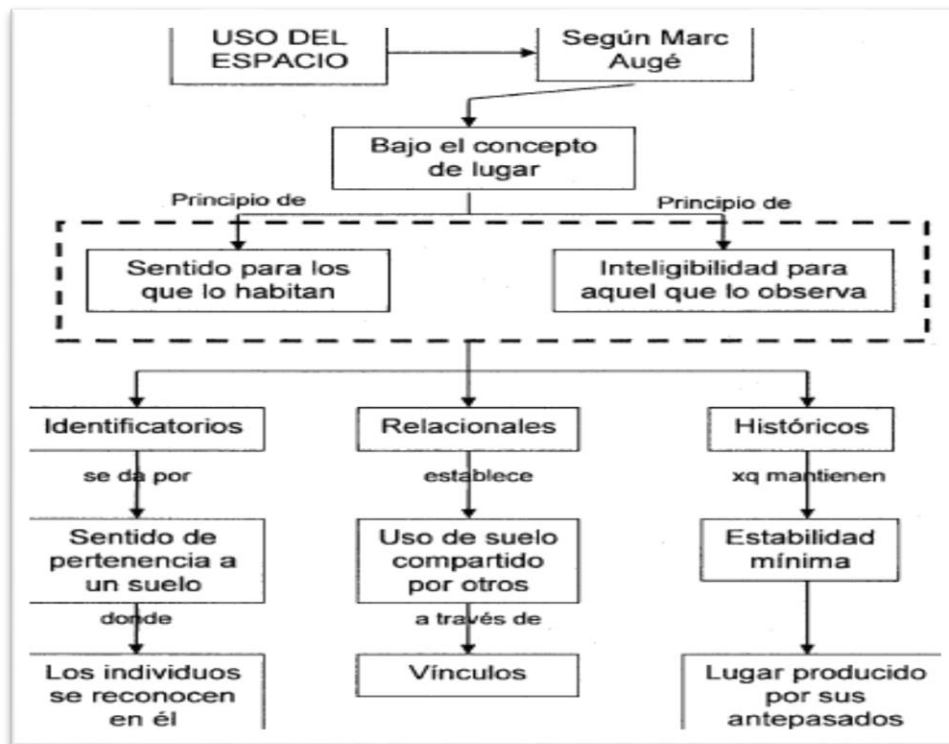 USO DEL
ESPACIO
Según Marc
Augé
Bajo el concepto
de lugar
Principio de
Principio de
Sentido para los
que lo habitan
Inteligibilidad para
aquel que lo observa
Identificatorios
Relacionales
Históricos
se da por
establece
xq mantienen
Sentido de
pertenencia a
un suelo
Uso de suelo
compartido
por otros
Estabilidad
mínima
donde
a través de
Los individuos
se reconocen
en él
Vínculos
Lugar producido
por sus
antepasados